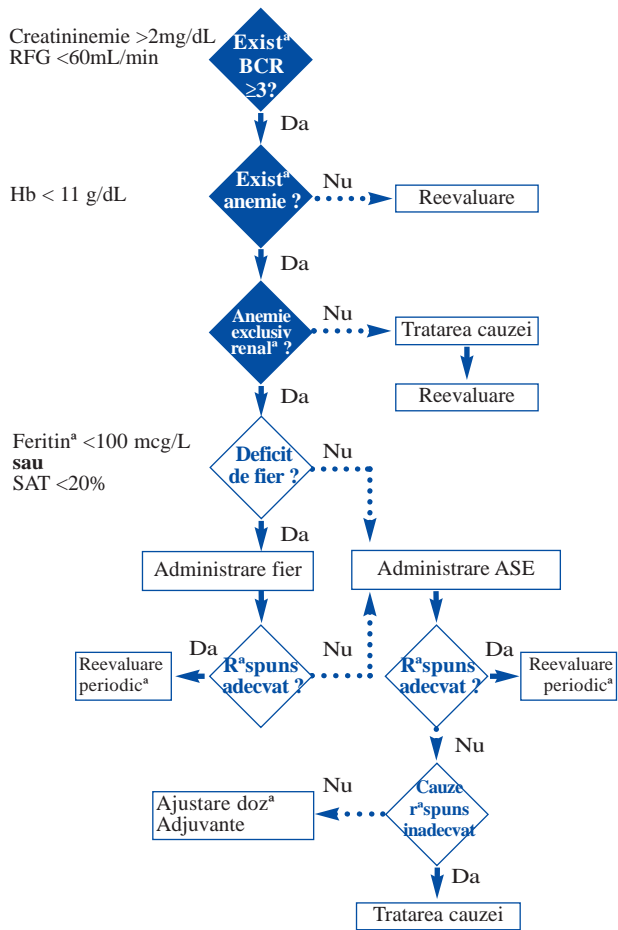 Creatininemie >2mg/dL
RFG <60mL/min
Existª
BCR
≥3?
Da
Hb < 11 g/dL
Existª
anemie ?
Nu
Reevaluare
Da
Anemie
exclusiv
renalª ?
Nu
Tratarea cauzei
Reevaluare
Da
Feritinª <100 mcg/L
sau
SAT <20%
Deficit
de fier ?
Nu
Da
Administrare fier
Administrare ASE
Da
Reevaluare
periodicª
Rªspuns
adecvat ?
Nu
Rªspuns
adecvat ?
Da
Reevaluare
periodicª
Nu
Nu
Ajustare dozª
Adjuvante
Cauze
rªspuns
inadecvat
Da
Tratarea cauzei